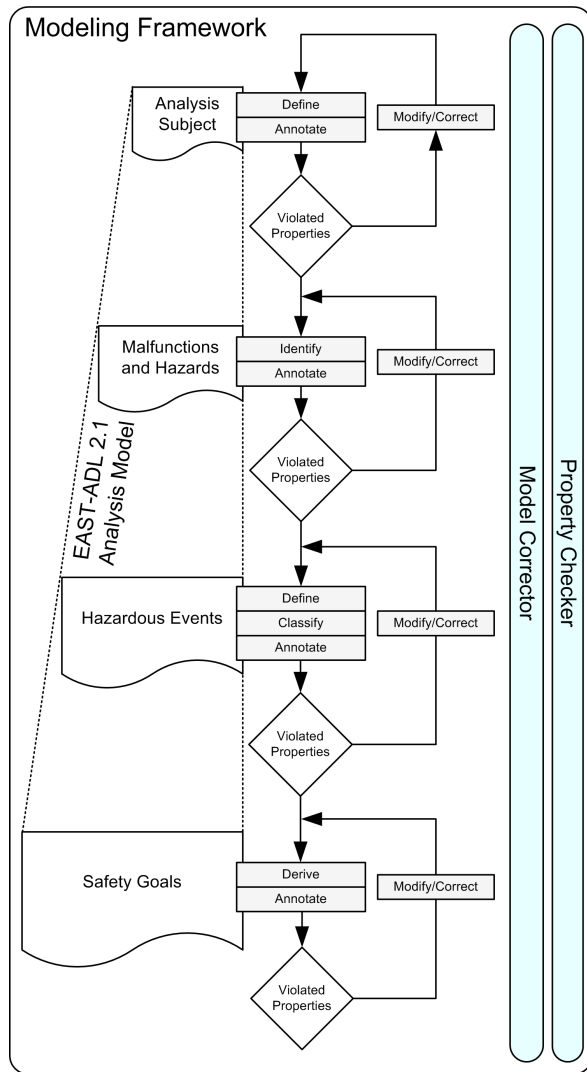 Modeling Framework
Analysis
Subject
Define
Annotate
Modify/Correct
Violated
Properties
Malfunctions
and Hazards
Identify
Annotate
Modify/Correct
Violated
Properties
EAST-ADL 2.1
Analysis Model
Hazardous Events
Define
Classify
Annotate
Modify/Correct
Violated
Properties
Safety Goals
Derive
Annotate
Modify/Correct
Violated
Properties
Model Corrector
Property Checker